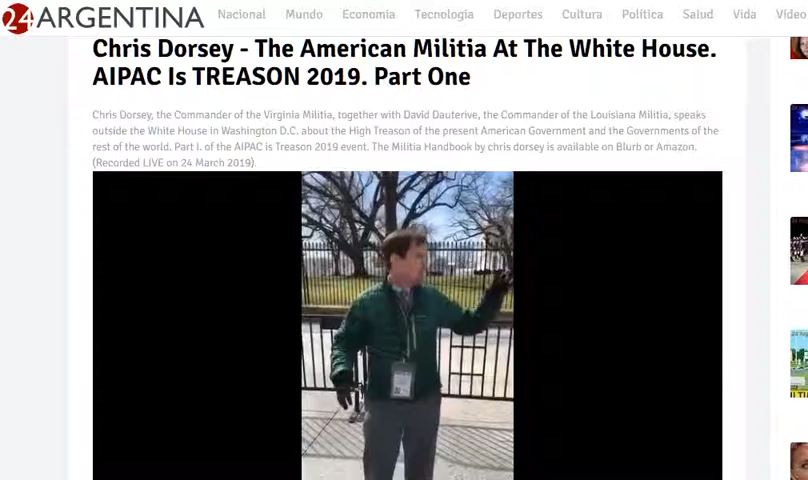 24 ARGENTINA Nacional Mundo Economía Tecnología Deportes Cultura Política Salud Vida Vídeo
Chris Dorsey - The American Militia At The White House.
AIPAC Is TREASON 2019. Part One
Chris Dorsey, the Commander of the Virginia Militia, together with David Dauterive, the Commander of the Louisiana Militia, speaks
outside the White House in Washington D.C. about the High Treason of the present American Government and the Governments of the
rest of the world. Part I. of the AIPAC is Treason 2019 event. The Militia Handbook by chris dorsey is available on Blurb or Amazon.
(Recorded LIVE on 24 March 2019).